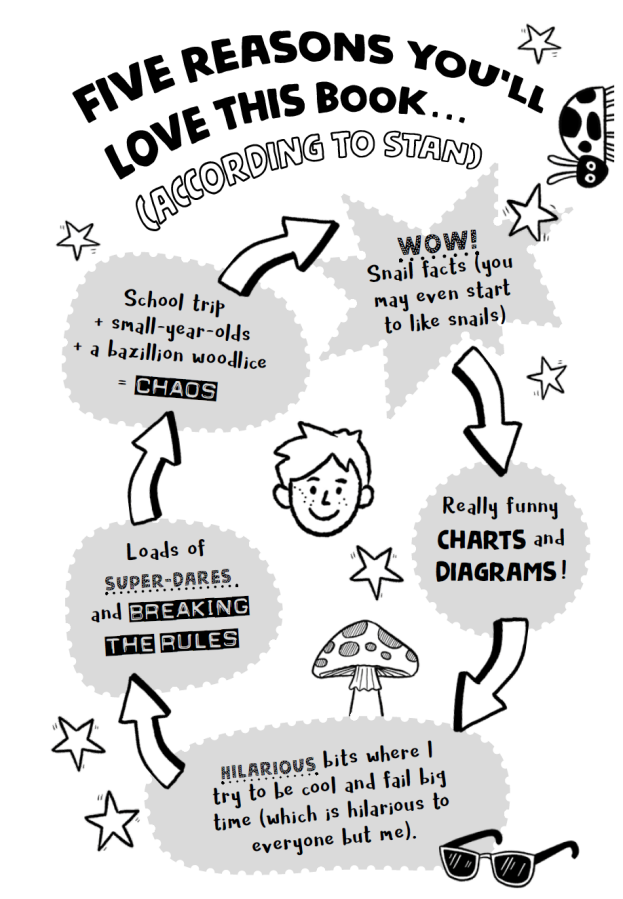 FIVE REASONS YOU'LL
LOVE THIS BOOK...
(ACCORDING TO STAN)
WOW!
Snail facts (you
may even start
to like snails)
Really funny
CHARTS and
DIAGRAMS!
HILARIOUS bits where I
try to be cool and fail big
time (which is hilarious to
everyone but me).
Loads of
SUPER-DARES
and BREAKING
THE RULES
School trip
+ small-year-olds
+ a bazillion woodlice
= CHAOS